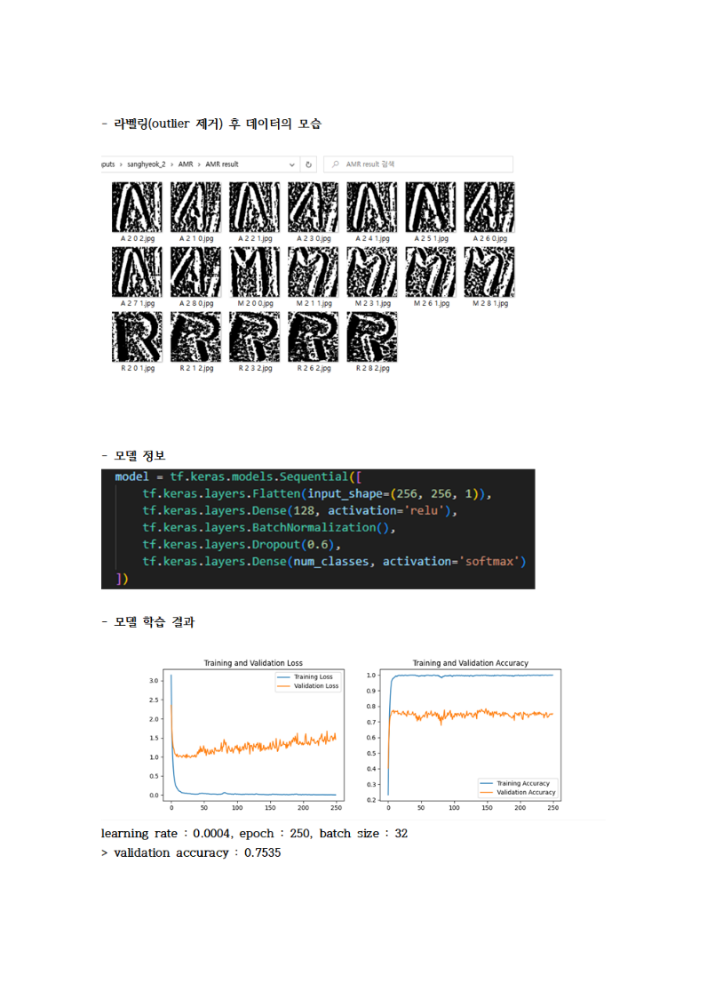 - 라벨링(outlier 제거) 후 데이터의 모습
puts > sanghyeok_2 > AMR > AMR result
AMR result 검색
A 2 0 2.jpg A 2 1 0.jpg A 2 2 1.jpg A 2 3 0.jpg A 2 4 1.jpg A 2 5 1.jpg A 2 6 0.jpg
A 2 7 1.jpg A 2 8 0.jpg M 2 0 0.jpg M 2 1 1.jpg M 2 3 1.jpg M 2 6 1.jpg M 2 8 1.jpg
R 2 0 1.jpg R 2 1 2.jpg R 2 3 2.jpg R 2 6 2.jpg R 2 8 2.jpg
- 모델 정보
model = tf.keras.models.Sequential([
tf.keras.layers.Flatten(input_shape=(256, 256, 1)),
tf.keras.layers.Dense(128, activation='relu'),
tf.keras.layers.BatchNormalization(),
tf.keras.layers.Dropout(0.6),
tf.keras.layers.Dense(num_classes, activation='softmax')
])
- 모델 학습 결과
Training and Validation Loss
Training Loss
Validation Loss
3.0
2.5
2.0
1.5
1.0
0.5
0.0
0 50 100 150 200 250
Training and Validation Accuracy
1.0
0.9
0.8
0.7
0.6
0.5
0.4
0.3
0.2
Training Accuracy
Validation Accuracy
0 50 100 150 200 250
learning rate : 0.0004, epoch : 250, batch size : 32
> validation accuracy : 0.7535